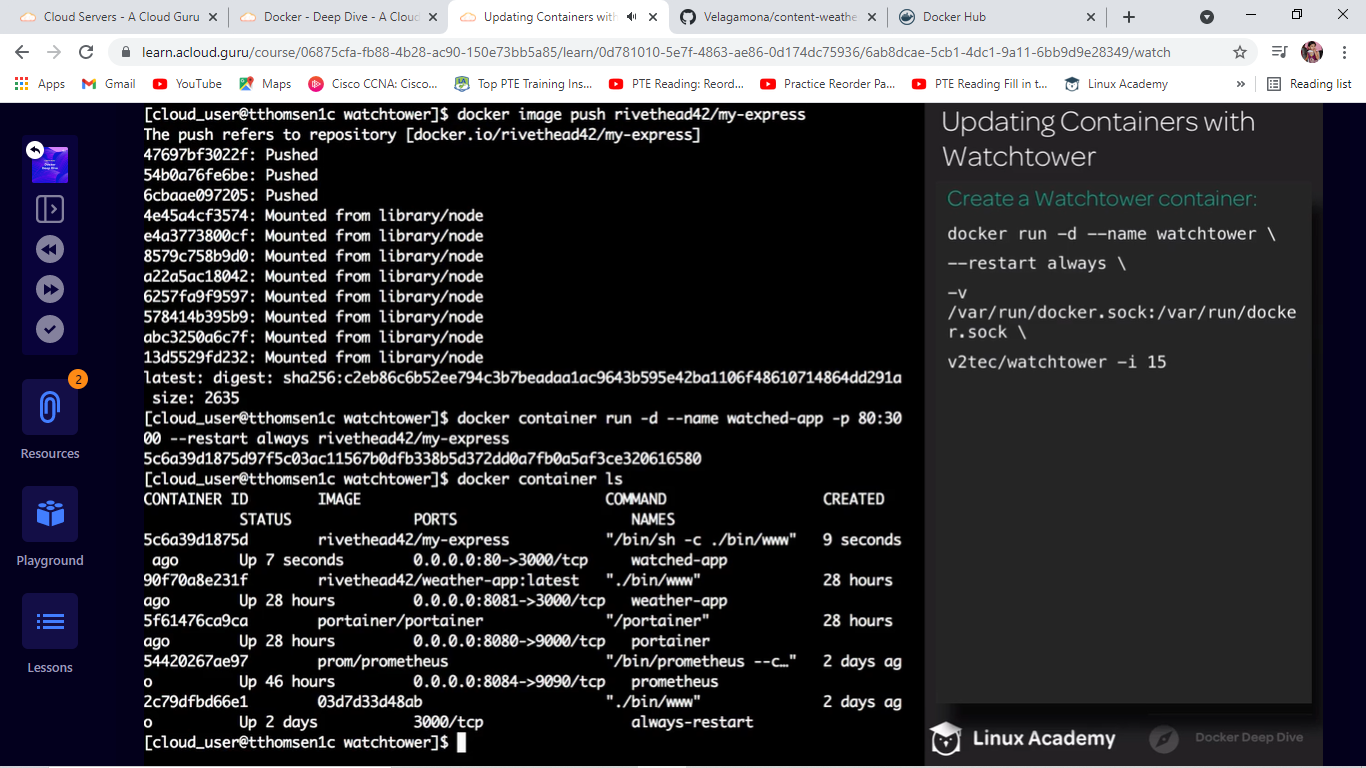 Cloud Servers - A Cloud Guru
Docker - Deep Dive - A Cloud
Updating Containers with
Velagamona/content-weathe
Docker Hub
learn.acloud.guru/course/06875cfa-fb88-4b28-ac90-150e73bb5a85/learn/0d781010-5e7f-4863-ae86-0d174dc75936/6ab8dcae-5cb1-4dc1-9a11-6bb9d9e28349/watch
Apps
Gmail
YouTube
Maps
Cisco CCNA: Cisco...
Top PTE Training Ins...
PTE Reading: Reord...
Practice Reorder Pa...
PTE Reading Fill in t...
Linux Academy
»
Reading list
2
Resources
Playground
Lessons
[cloud_user@tthomsen1c watchtower]$ docker image push rivethead42/my-express
The push refers to repository [docker.io/rivethead42/my-express]
47697bf3022f: Pushed
54b0a76fe6be: Pushed
6cbaae097205: Pushed
4e45a4cf3574: Mounted from library/node
e4a3773800cf: Mounted from library/node
8579c758b9d0: Mounted from library/node
a22a5ac18042: Mounted from library/node
6257fa9f9597: Mounted from library/node
578414b395b9: Mounted from library/node
abc3250a6c7f: Mounted from library/node
13d5529fd232: Mounted from library/node
latest: digest: sha256:c2eb86c6b52ee794c3b7beadaa1ac9643b595e42ba1106f48610714864dd291a
size: 2635
[cloud_user@tthomsen1c watchtower]$ docker container run -d --name watched-app -p 80:30
00 --restart always rivethead42/my-express
5c6a39d1875d97f5c03ac11567b0dfb338b5d372dd0a7fb0a5af3ce320616580
[cloud_user@tthomsen1c watchtower]$ docker container ls
CONTAINER ID IMAGE COMMAND CREATED
STATUS PORTS NAMES
5c6a39d1875d rivethead42/my-express "/bin/sh -c ./bin/www" 9 seconds
ago Up 7 seconds 0.0.0.0:80->3000/tcp watched-app
90f70a8e231f rivethead42/weather-app:latest "./bin/www" 28 hours
ago Up 28 hours 0.0.0.0:8081->3000/tcp weather-app
5f61476ca9ca portainer/portainer "/portainer" 28 hours
ago Up 28 hours 0.0.0.0:8080->9000/tcp portainer
54420267ae97 prom/prometheus "/bin/prometheus --c…" 2 days ag
o Up 46 hours 0.0.0.0:8084->9090/tcp prometheus
2c79dfbd66e1 03d7d33d48ab "./bin/www" 2 days ag
o Up 2 days 3000/tcp always-restart
[cloud_user@tthomsen1c watchtower]$
Updating Containers with
Watchtower
Create a Watchtower container:
docker run -d --name watchtower \
--restart always \
-v
/var/run/docker.sock:/var/run/docke
r.sock \
v2tec/watchtower -i 15
Linux Academy
Docker Deep Dive